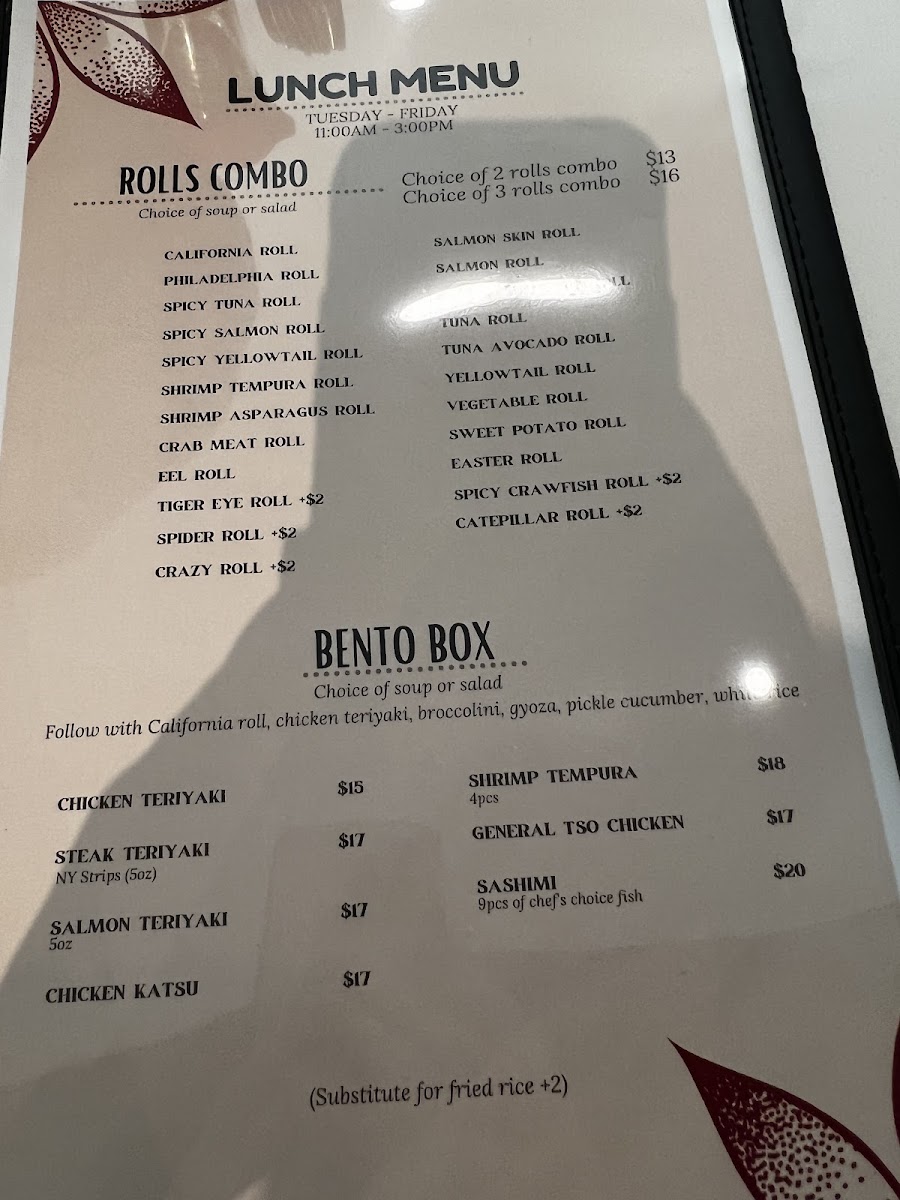 LUNCH MENU
TUESDAY - FRIDAY
11:00AM - 3:00PM
ROLLS COMBO
Choice of soup or salad
Choice of 2 rolls combo $13
Choice of 3 rolls combo $16
CALIFORNIA ROLL
PHILADELPHIA ROLL
SPICY TUNA ROLL
SPICY SALMON ROLL
SPICY YELLOWTAIL ROLL
SHRIMP TEMPURA ROLL
SHRIMP ASPARAGUS ROLL
CRAB MEAT ROLL
EEL ROLL
TIGER EYE ROLL +$2
SPIDER ROLL +$2
CRAZY ROLL +$2
SALMON SKIN ROLL
SALMON ROLL
TUNA ROLL
TUNA AVOCADO ROLL
YELLOWTAIL ROLL
VEGETABLE ROLL
SWEET POTATO ROLL
EASTER ROLL
SPICY CRAWFISH ROLL +$2
CATEPILLAR ROLL +$2
BENTO BOX
Choice of soup or salad
Follow with California roll, chicken teriyaki, broccolini, gyoza, pickle cucumber, white rice
CHICKEN TERIYAKI $15
STEAK TERIYAKI $17
NY Strips (5oz)
SALMON TERIYAKI $17
5oz
CHICKEN KATSU $17
SHRIMP TEMPURA $18
4pcs
GENERAL TSO CHICKEN $17
SASHIMI $20
9pcs of chef's choice fish
(Substitute for fried rice +2)